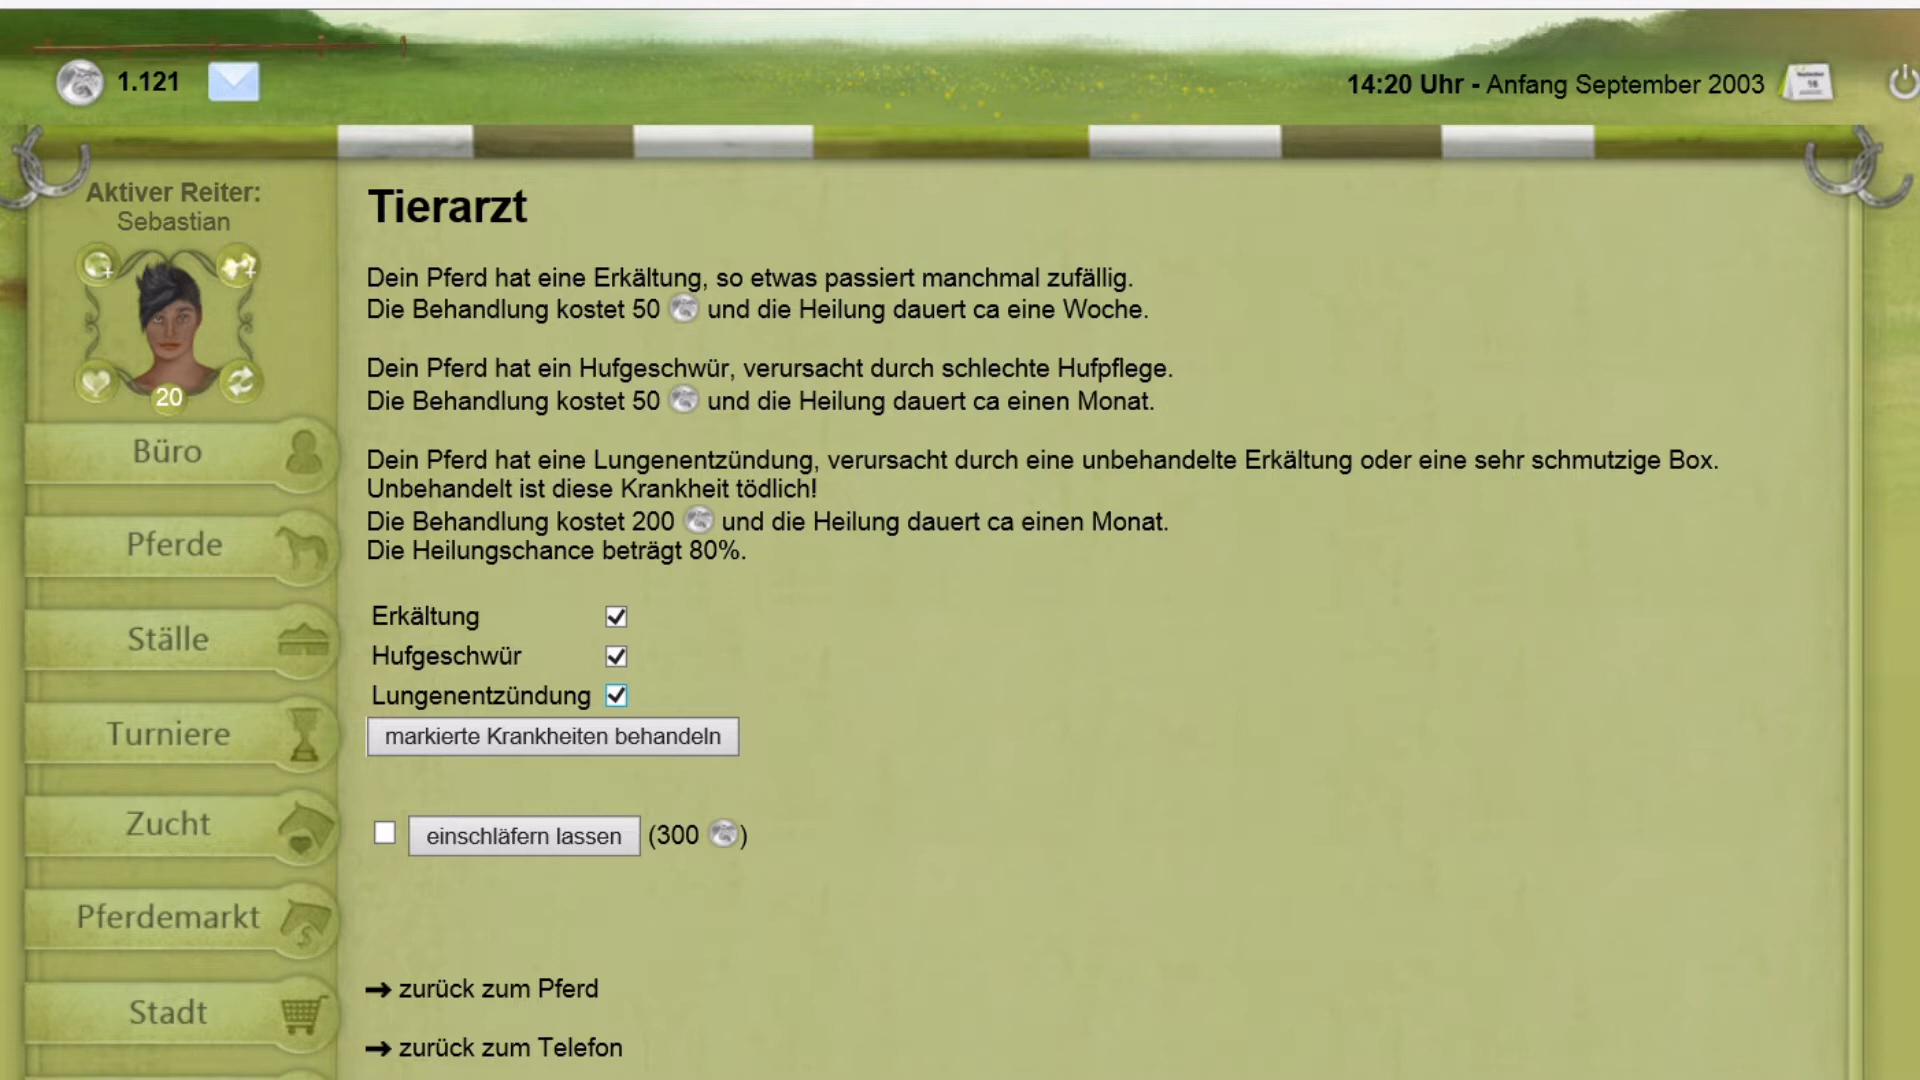 1.121
14:20 Uhr - Anfang September 2003
Aktiver Reiter:
Sebastian
20
Büro
Pferde
Ställe
Turniere
Zucht
Pferdemarkt
Stadt
Tierarzt
Dein Pferd hat eine Erkältung, so etwas passiert manchmal zufällig.
Die Behandlung kostet 50 und die Heilung dauert ca eine Woche.
Dein Pferd hat ein Hufgeschwür, verursacht durch schlechte Hufpflege.
Die Behandlung kostet 50 und die Heilung dauert ca einen Monat.
Dein Pferd hat eine Lungenentzündung, verursacht durch eine unbehandelte Erkältung oder eine sehr schmutzige Box.
Unbehandelt ist diese Krankheit tödlich!
Die Behandlung kostet 200 und die Heilung dauert ca einen Monat.
Die Heilungschance beträgt 80%.
Erkältung
Hufgeschwür
Lungenentzündung
markierte Krankheiten behandeln
einschläfern lassen (300 )
→ zurück zum Pferd
→ zurück zum Telefon